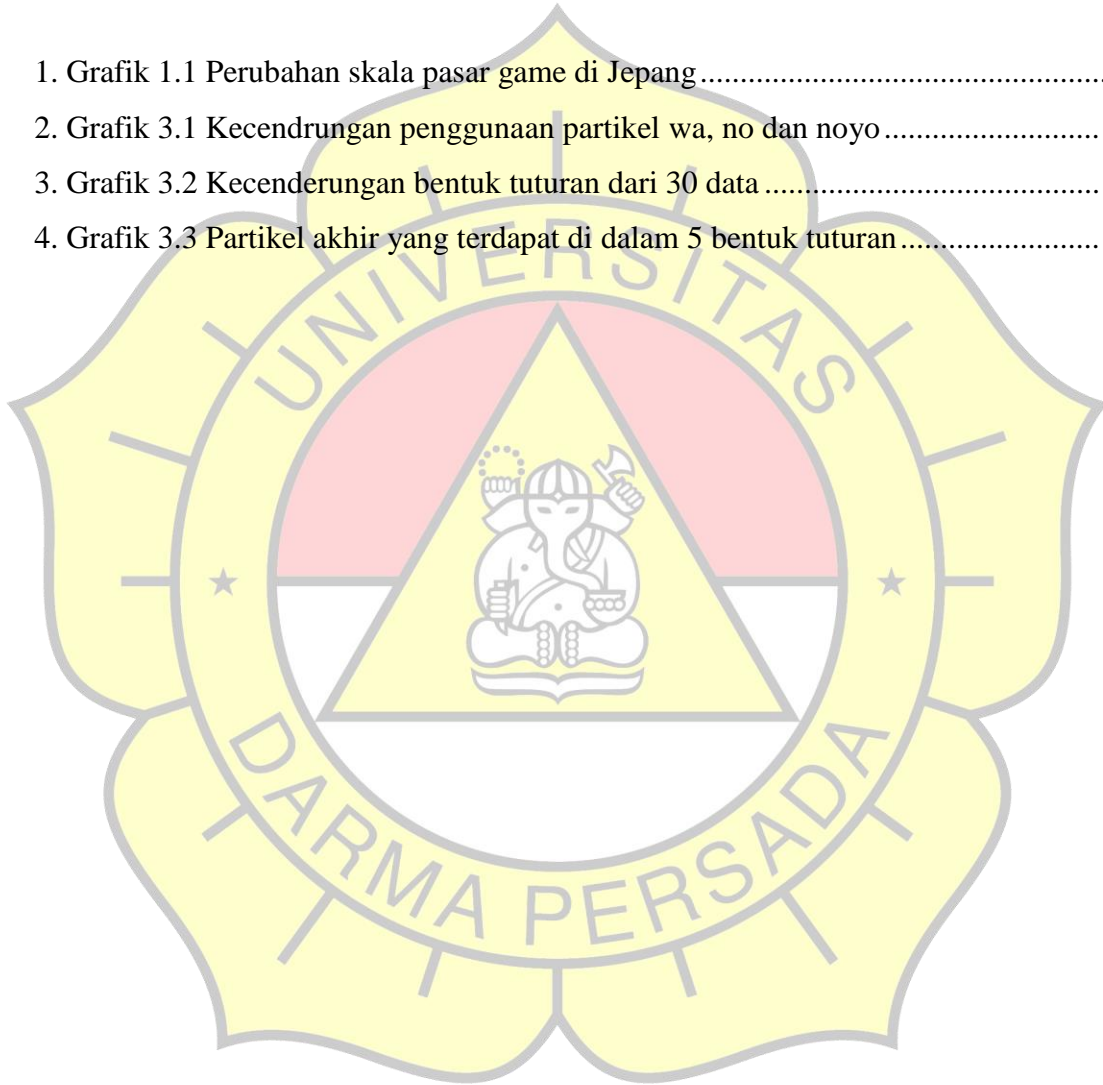 1. Grafik 1.1 Perubahan skala pasar game di Jepang..................................................
2. Grafik 3.1 Kecendrungan penggunaan partikel wa, no dan noyo...........................
3. Grafik 3.2 Kecenderungan bentuk tuturan dari 30 data..........................................
4. Grafik 3.3 Partikel akhir yang terdapat di dalam 5 bentuk tuturan.........................
UNIVERSITAS
DARMA PERSADA